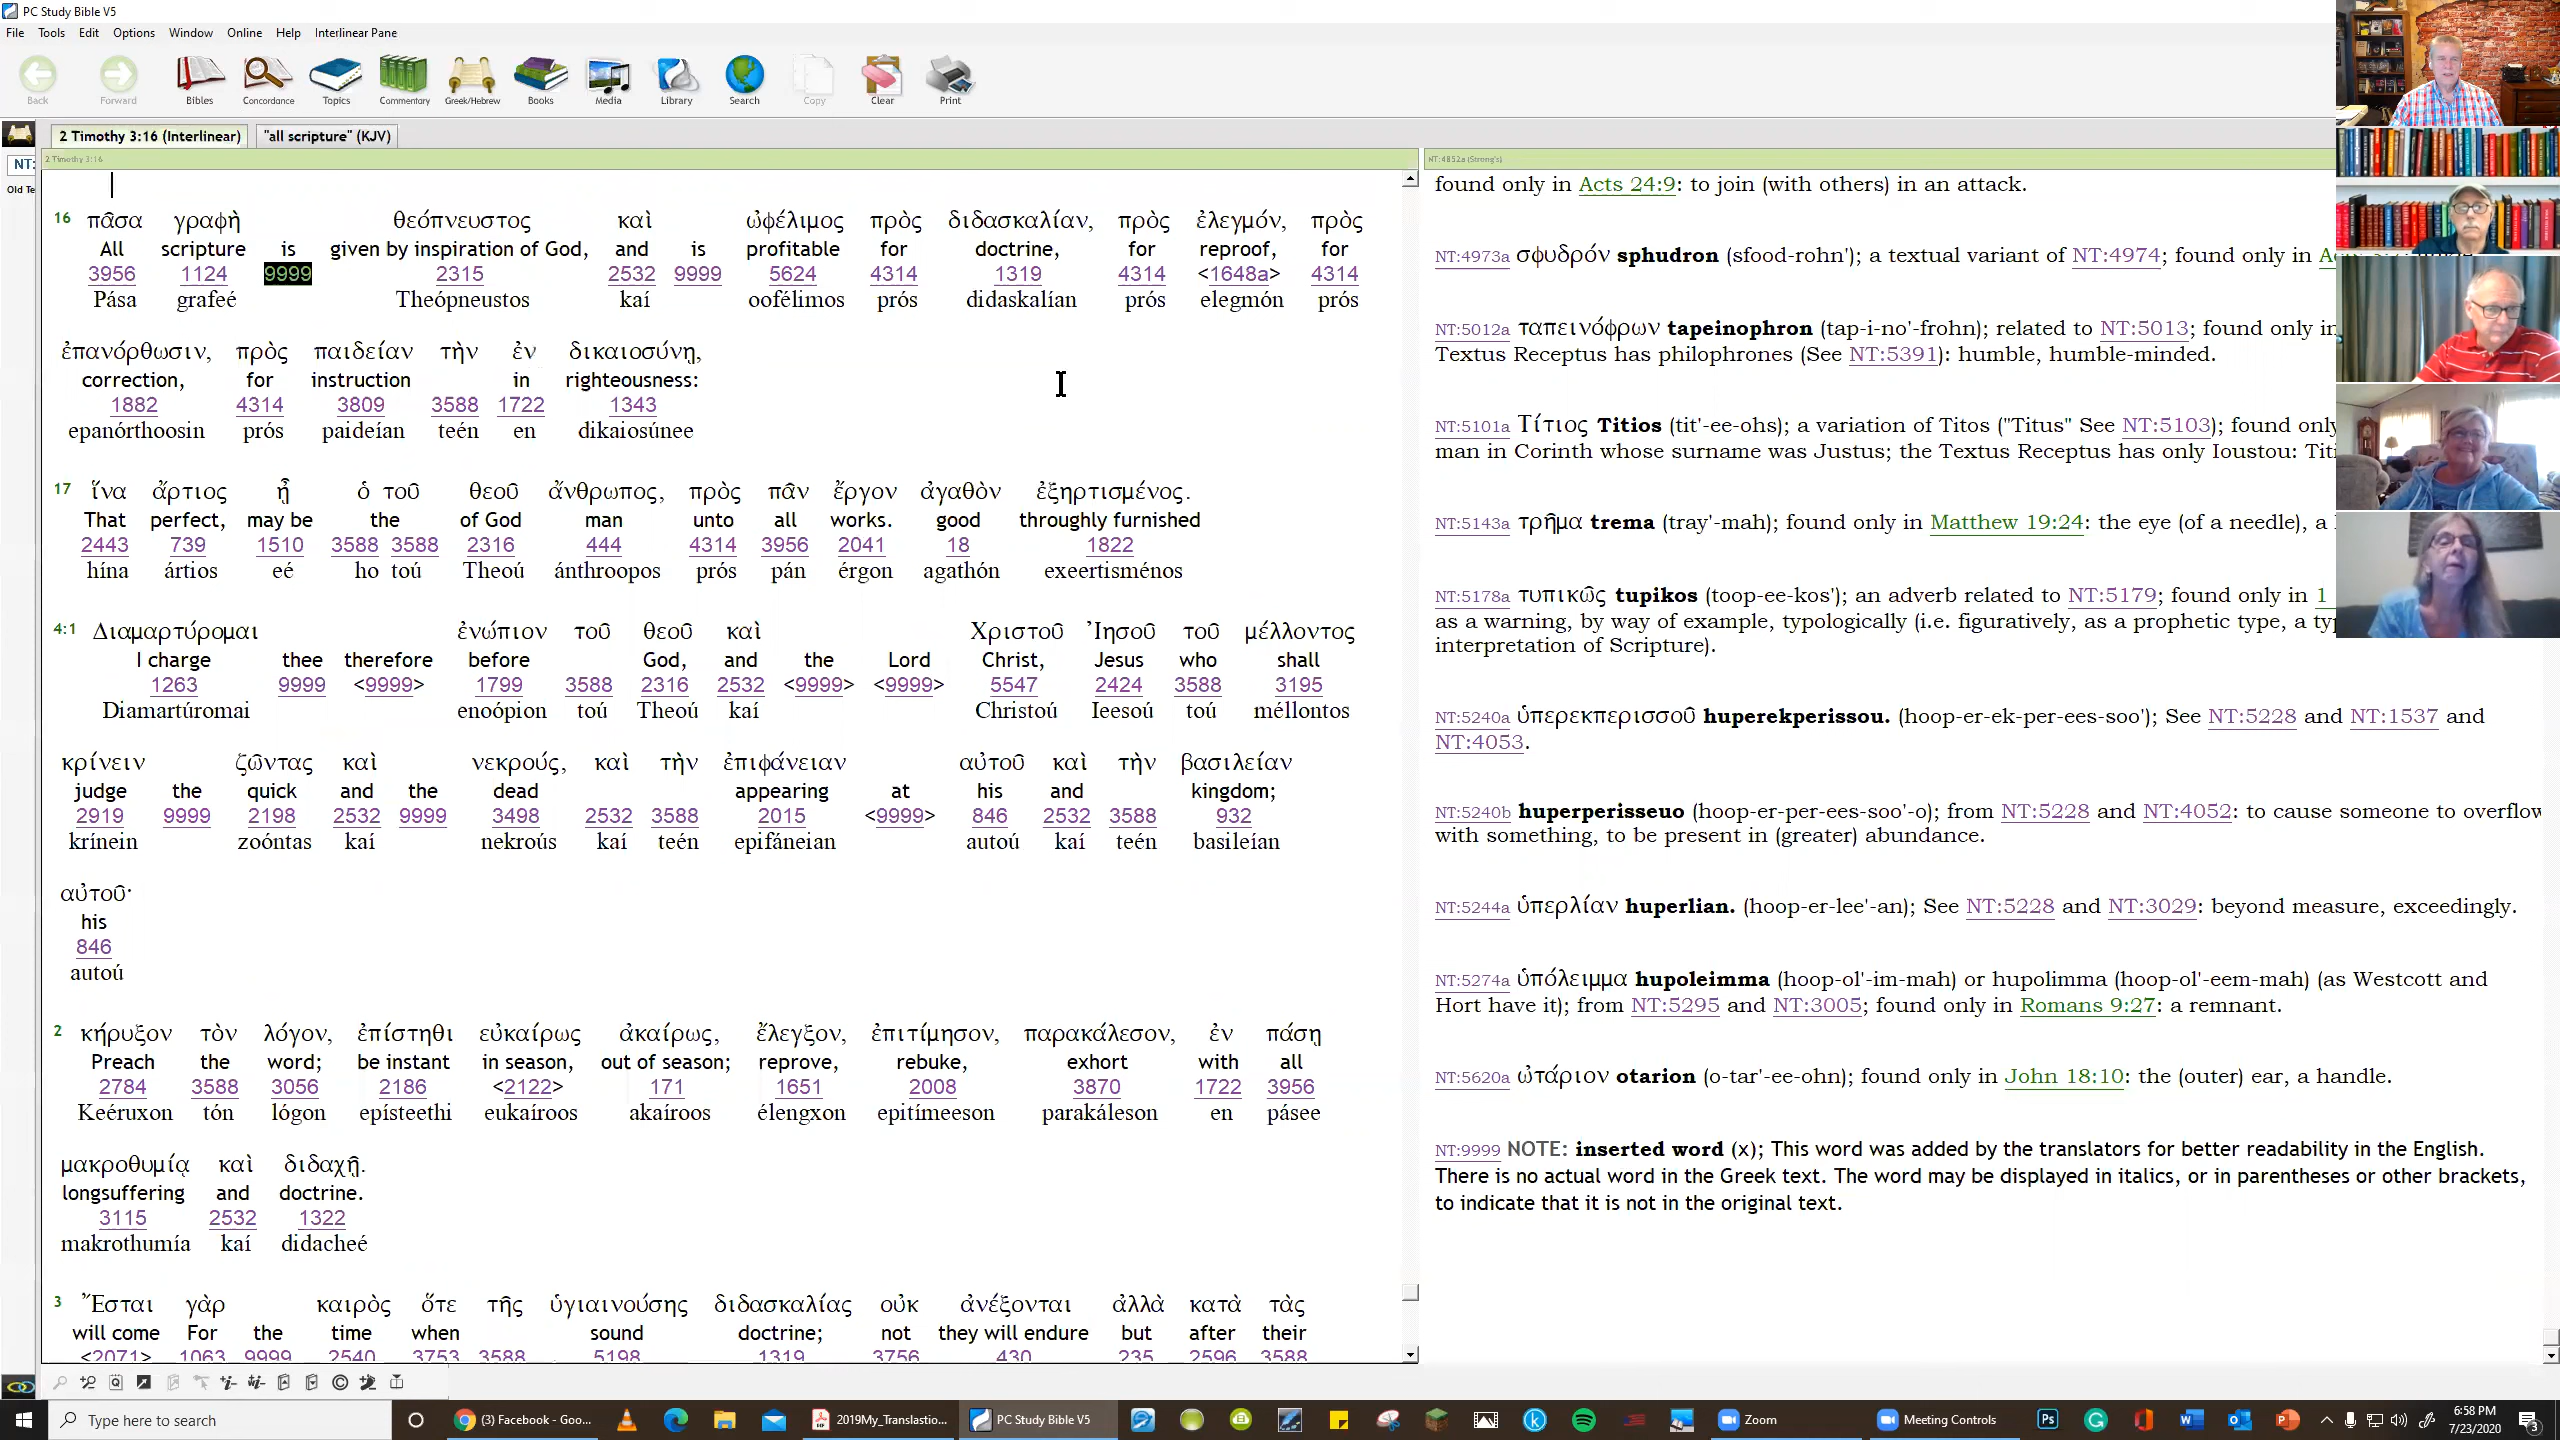 PC Study Bible V5
File Tools Edit Options Window Online Help Interlinear Pane
Back Forward Bibles Concordance Topics Commentary Greek/Hebrew Books Media Library Search Copy Clear Print
2 Timothy 3:16 (Interlinear) "all scripture" (KJV)
NT:
Old Te
2 Timothy 3:16
16 πᾶσα γραφὴ θεόπνευστος καὶ ὠφέλιμος πρὸς διδασκαλίαν, πρὸς ἐλεγμόν, πρὸς
All scripture is given by inspiration of God, and is profitable for doctrine, for reproof, for
3956 1124 9999 2315 2532 9999 5624 4314 1319 4314 <1648a> 4314
Pása grafeé Theópneustos kaí oofélimos prós didaskalían prós elegmón prós
ἐπανόρθωσιν, πρὸς παιδείαν τὴν ἐν δικαιοσύνῃ,
correction, for instruction in righteousness:
1882 4314 3809 3588 1722 1343
epanórthoosin prós paideían teén en dikaiosúnee
17 ἵνα ἄρτιος ᾖ ὁ τοῦ θεοῦ ἄνθρωπος, πρὸς πᾶν ἔργον ἀγαθὸν ἐξηρτισμένος.
That perfect, may be the of God man unto all works. good throughly furnished
2443 739 1510 3588 3588 2316 444 4314 3956 2041 18 1822
hína ártios eé ho toú Theoú ánthroopos prós pán érgon agathón exeertisménos
4:1 Διαμαρτύρομαι ἐνώπιον τοῦ θεοῦ καὶ Χριστοῦ Ἰησοῦ τοῦ μέλλοντος
I charge thee therefore before God, and the Lord Christ, Jesus who shall
1263 9999 <9999> 1799 3588 2316 2532 <9999> <9999> 5547 2424 3588 3195
Diamartúromai enoópion toú Theoú kaí Christoú Ieesoú toú méllontos
κρίνειν ζῶντας καὶ νεκρούς, καὶ τὴν ἐπιφάνειαν αὐτοῦ καὶ τὴν βασιλείαν
judge the quick and the dead appearing at his and kingdom;
2919 9999 2198 2532 9999 3498 2532 3588 2015 <9999> 846 2532 3588 932
krínein zoóntas kaí nekroús kaí teén epifáneian autoú kaí teén basileían
αὐτοῦ·
his
846
autoú
2 κήρυξον τὸν λόγον, ἐπίστηθι εὐκαίρως ἀκαίρως, ἔλεγξον, ἐπιτίμησον, παρακάλεσον, ἐν πάσῃ
Preach the word; be instant in season, out of season; reprove, rebuke, exhort with all
2784 3588 3056 2186 <2122> 171 1651 2008 3870 1722 3956
Keéruxon tón lógon epísteethi eukaíroos akaíroos élengxon epitímeeson parakáleson en pásee
μακροθυμίᾳ καὶ διδαχῇ.
longsuffering and doctrine.
3115 2532 1322
makrothumía kaí didacheé
3 Ἔσται γὰρ καιρὸς ὅτε τῆς ὑγιαινούσης διδασκαλίας οὐκ ἀνέξονται ἀλλὰ κατὰ τὰς
will come For the time when sound doctrine; not they will endure but after their
<2071> 1063 9999 2540 3753 3588 5198 1319 3756 430 235 2596 3588
NT:4852a (Strong's)
found only in Acts 24:9: to join (with others) in an attack.
NT:4973a σφυδρόν sphudron (sfood-rohn'); a textual variant of NT:4974; found only in
NT:5012a ταπεινόφρων tapeinophron (tap-i-no'-frohn); related to NT:5013; found only in
Textus Receptus has philophrones (See NT:5391): humble, humble-minded.
NT:5101a Τίτιος Titios (tit'-ee-ohs); a variation of Titos ("Titus" See NT:5103); found only
man in Corinth whose surname was Justus; the Textus Receptus has only Ioustou: Titi
NT:5143a τρῆμα trema (tray'-mah); found only in Matthew 19:24: the eye (of a needle), a
NT:5178a τυπικῶς tupikos (toop-ee-kos'); an adverb related to NT:5179; found only in 1
as a warning, by way of example, typologically (i.e. figuratively, as a prophetic type, a typ
interpretation of Scripture).
NT:5240a ὑπερεκπερισσοῦ huperekperissou. (hoop-er-ek-per-ees-soo'); See NT:5228 and NT:1537 and
NT:4053.
NT:5240b huperperisseuo (hoop-er-per-ees-soo'-o); from NT:5228 and NT:4052: to cause someone to overflow
with something, to be present in (greater) abundance.
NT:5244a ὑπερλίαν huperlian. (hoop-er-lee'-an); See NT:5228 and NT:3029: beyond measure, exceedingly.
NT:5274a ὑπόλειμμα hupoleimma (hoop-ol'-im-mah) or hupolimma (hoop-ol'-eem-mah) (as Westcott and
Hort have it); from NT:5295 and NT:3005; found only in Romans 9:27: a remnant.
NT:5620a ὠτάριον otarion (o-tar'-ee-ohn); found only in John 18:10: the (outer) ear, a handle.
NT:9999 NOTE: inserted word (x); This word was added by the translators for better readability in the English.
There is no actual word in the Greek text. The word may be displayed in italics, or in parentheses or other brackets,
to indicate that it is not in the original text.
Type here to search (3) Facebook - Goo... 2019My_Translastio... PC Study Bible V5 Zoom Meeting Controls 6:58 PM
7/23/2020